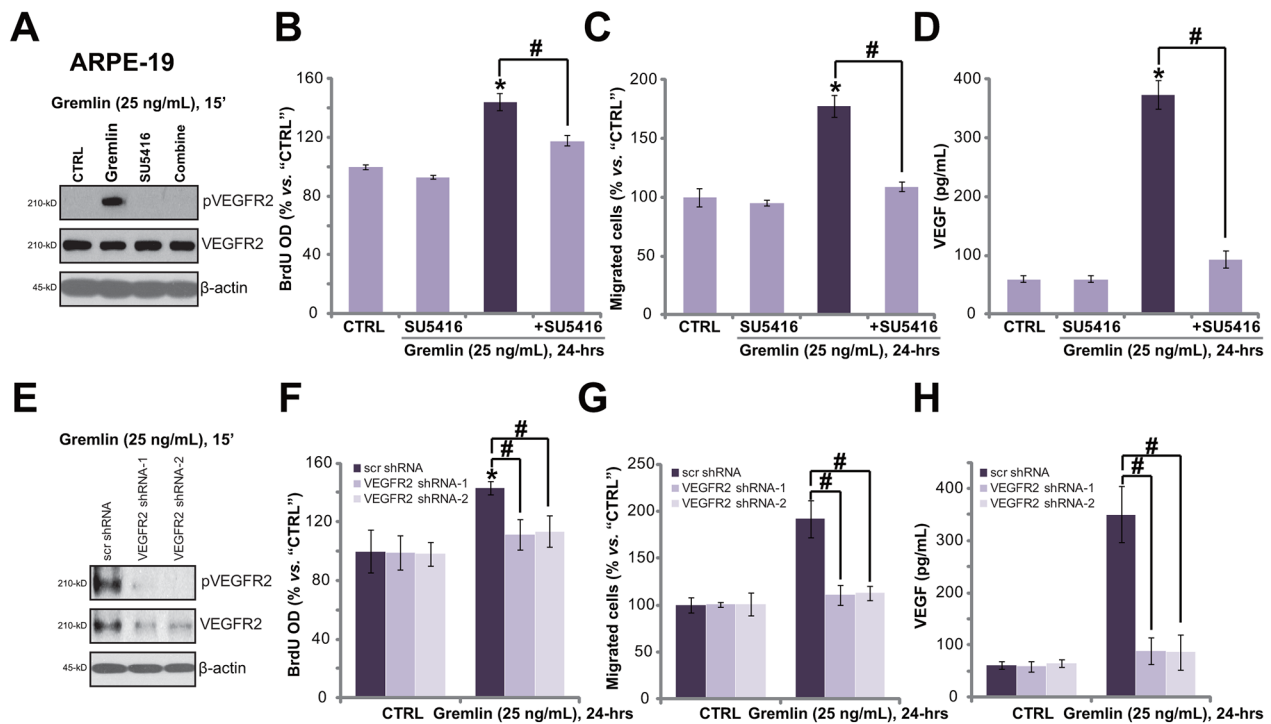 A
ARPE-19
Gremlin (25 ng/mL), 15’
CTRL
Gremlin
SU5416
Combine
210-kD
pVEGFR2
210-kD
VEGFR2
45-kD
β-actin
B
BrdU OD (% vs. “CTRL”)
160
120
80
40
0
*
#
CTRL
SU5416
+SU5416
Gremlin (25 ng/mL), 24-hrs
C
Migrated cells (% vs. “CTRL”)
200
150
100
50
0
*
#
CTRL
SU5416
+SU5416
Gremlin (25 ng/mL), 24-hrs
D
VEGF (pg/mL)
400
300
200
100
0
*
#
CTRL
SU5416
+SU5416
Gremlin (25 ng/mL), 24-hrs
E
Gremlin (25 ng/mL), 15’
scr shRNA
VEGFR2 shRNA-1
VEGFR2 shRNA-2
210-kD
pVEGFR2
210-kD
VEGFR2
45-kD
β-actin
F
BrdU OD (% vs. “CTRL”)
160
120
80
40
0
scr shRNA
VEGFR2 shRNA-1
VEGFR2 shRNA-2
#
#
*
CTRL
Gremlin (25 ng/mL), 24-hrs
G
Migrated cells (% vs. “CTRL”)
250
200
150
100
50
0
scr shRNA
VEGFR2 shRNA-1
VEGFR2 shRNA-2
#
#
CTRL
Gremlin (25 ng/mL), 24-hrs
H
VEGF (pg/mL)
400
300
200
100
0
scr shRNA
VEGFR2 shRNA-1
VEGFR2 shRNA-2
#
#
CTRL
Gremlin (25 ng/mL), 24-hrs